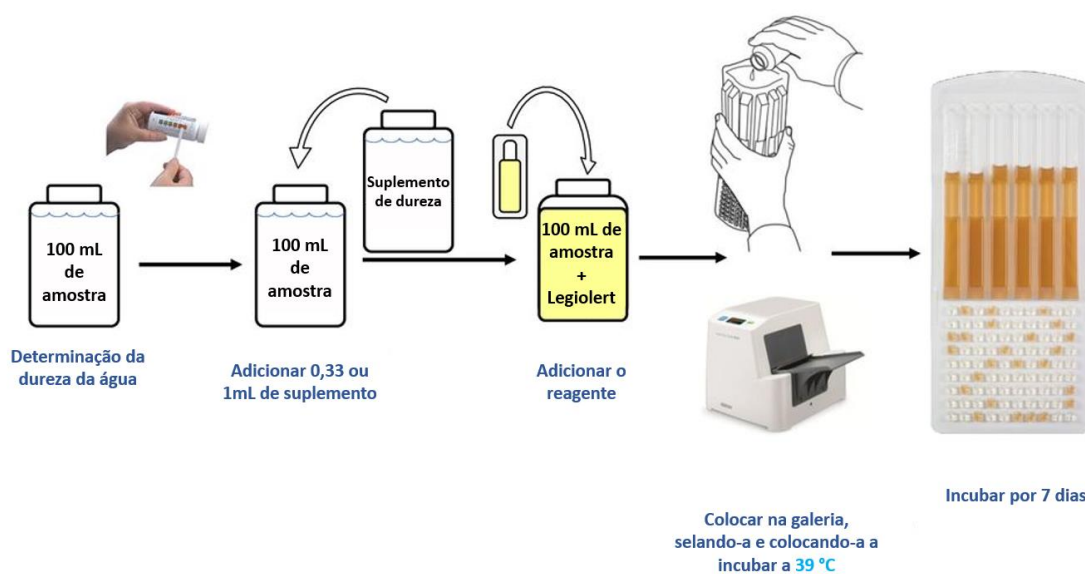 100 mL
de
amostra
Determinação da
dureza da água
100 mL
de
amostra
Adicionar 0,33 ou
1mL de suplemento
Suplemento
de dureza
100 mL de
amostra
+
Legiolert
Adicionar o
reagente
Colocar na galeria,
selando-a e colocando-a a
incubar a 39 °C
Incubar por 7 dias